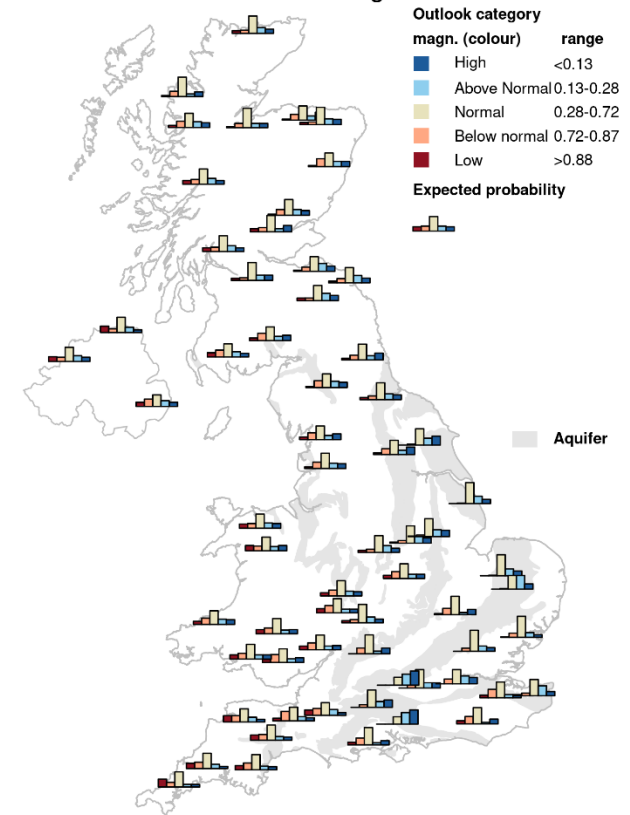 Outlook category
magn. (colour) range
High <0.13
Above Normal 0.13-0.28
Normal 0.28-0.72
Below normal 0.72-0.87
Low >0.88
Expected probability
Aquifer